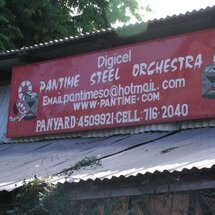 Digicel
PANTIME STEEL ORCHESTRA
EMAIL pantimeso@hotmail.com
WWW.PANTIME.COM
PANYARD:4509921-CELL:716-2040